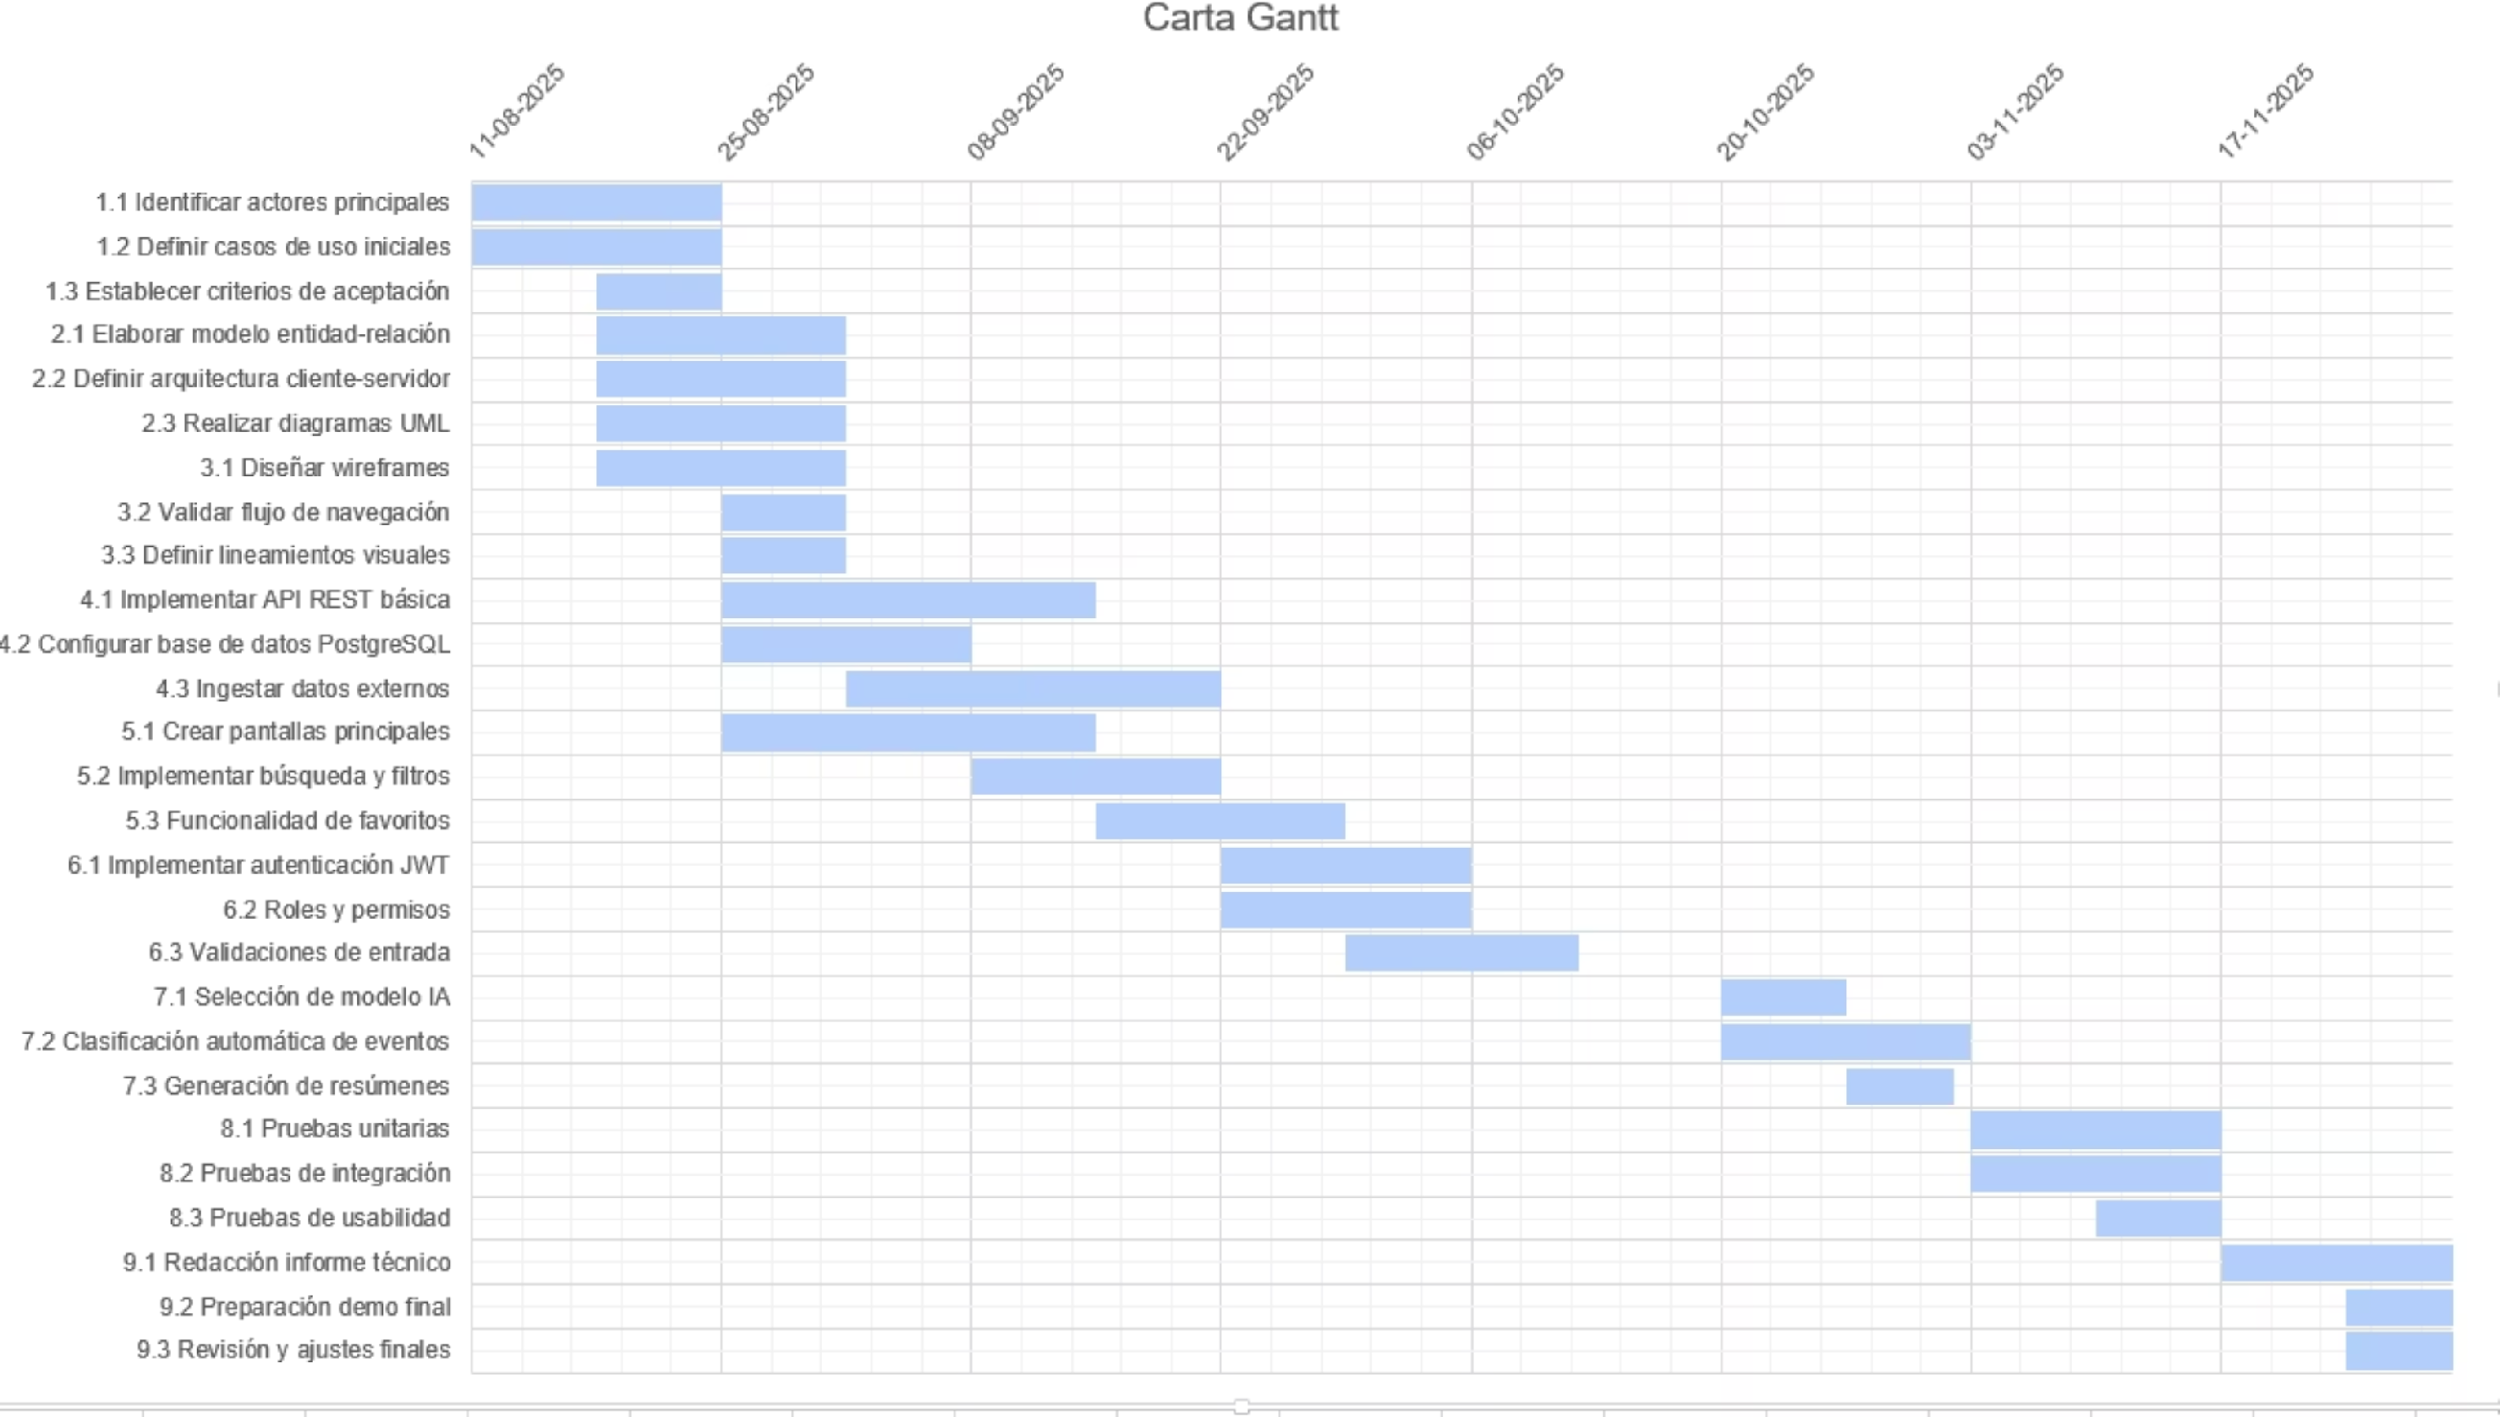 Carta Gantt
11-08-2025
25-08-2025
08-09-2025
22-09-2025
06-10-2025
20-10-2025
03-11-2025
17-11-2025
1.1 Identificar actores principales
1.2 Definir casos de uso iniciales
1.3 Establecer criterios de aceptación
2.1 Elaborar modelo entidad-relación
2.2 Definir arquitectura cliente-servidor
2.3 Realizar diagramas UML
3.1 Diseñar wireframes
3.2 Validar flujo de navegación
3.3 Definir lineamientos visuales
4.1 Implementar API REST básica
4.2 Configurar base de datos PostgreSQL
4.3 Ingestar datos externos
5.1 Crear pantallas principales
5.2 Implementar búsqueda y filtros
5.3 Funcionalidad de favoritos
6.1 Implementar autenticación JWT
6.2 Roles y permisos
6.3 Validaciones de entrada
7.1 Selección de modelo IA
7.2 Clasificación automática de eventos
7.3 Generación de resúmenes
8.1 Pruebas unitarias
8.2 Pruebas de integración
8.3 Pruebas de usabilidad
9.1 Redacción informe técnico
9.2 Preparación demo final
9.3 Revisión y ajustes finales